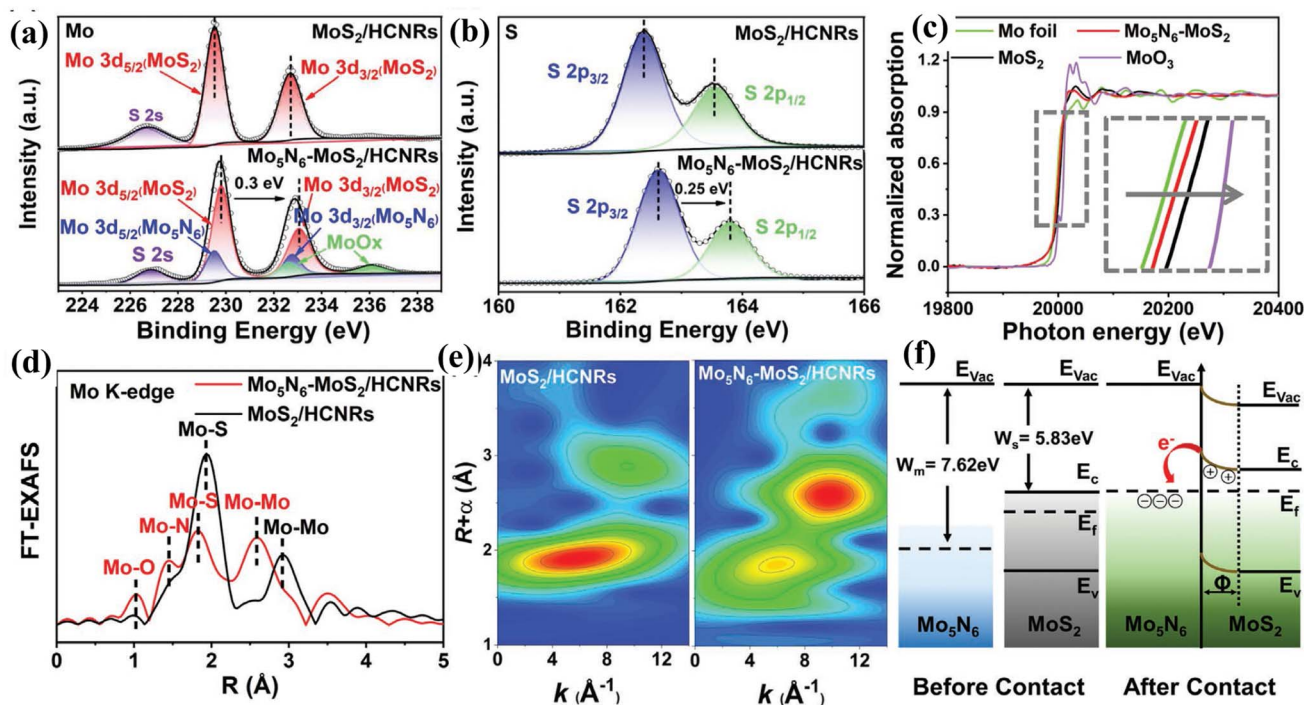 (a)
Mo
MoS2/HCNRs
Mo 3d5/2(MoS2)
Mo 3d3/2(MoS2)
S 2s
Mo5N6-MoS2/HCNRs
Mo 3d5/2(MoS2)
0.3 eV
Mo 3d3/2(MoS2)
Mo 3d5/2(Mo5N6)
Mo 3d3/2(Mo5N6)
S 2s
MoOx
Intensity (a.u.)
224 226 228 230 232 234 236 238
Binding Energy (eV)
(b)
S
MoS2/HCNRs
S 2p3/2
S 2p1/2
Mo5N6-MoS2/HCNRs
S 2p3/2
0.25 eV
S 2p1/2
Intensity (a.u.)
160 162 164 166
Binding Energy (eV)
(c)
Mo foil
Mo5N6-MoS2
MoS2
MoO3
Normalized absorption
1.2
0.9
0.6
0.3
0.0
19800 20000 20200 20400
Photon energy (eV)
(d)
Mo K-edge
Mo5N6-MoS2/HCNRs
MoS2/HCNRs
Mo-S
Mo-S
Mo-Mo
Mo-N
Mo-Mo
Mo-O
FT-EXAFS
0 1 2 3 4 5
R (Å)
(e)
MoS2/HCNRs
Mo5N6-MoS2/HCNRs
R+α (Å)
4
3
2
1
0 4 8 12
0 4 8 12
k (Å-1)
k (Å-1)
(f)
EVac
EVac
EVac
EVac
Ws= 5.83eV
Wm= 7.62eV
e-
Ec
Ec
Ef
Ef
Ev
Φ
Ev
Mo5N6
MoS2
Mo5N6
MoS2
Before Contact
After Contact